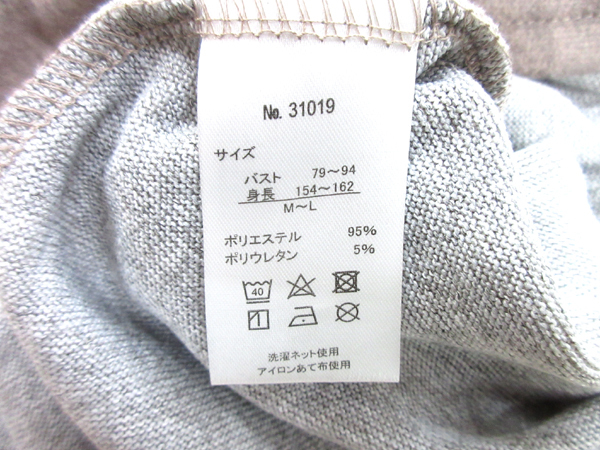 № 31019
サイズ
バスト 79〜94
身長 154〜162
M〜L
ポリエステル 95%
ポリウレタン 5%
40
洗濯ネット使用
アイロンあて布使用